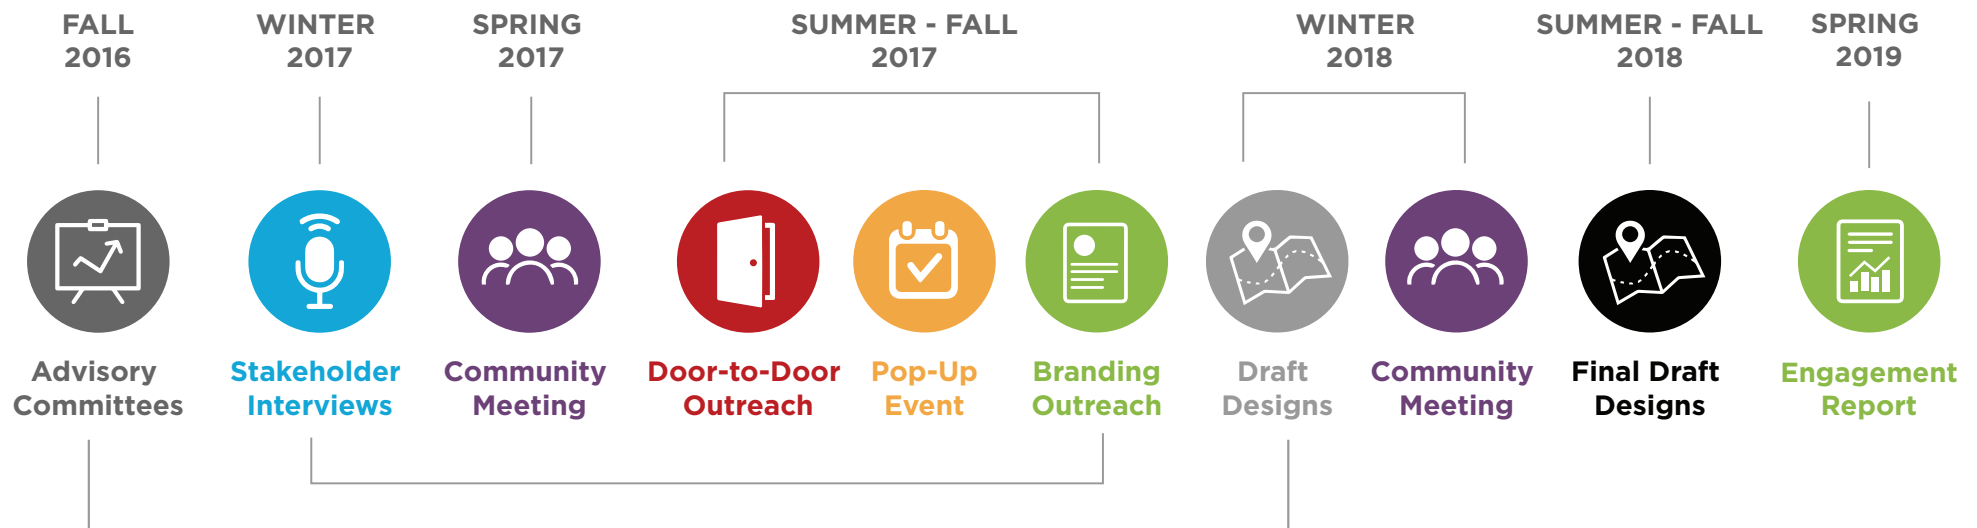 FALL
2016
WINTER
2017
SPRING
2017
SUMMER - FALL
2017
WINTER
2018
SUMMER - FALL
2018
SPRING
2019
Advisory
Committees
Stakeholder
Interviews
Community
Meeting
Door-to-Door
Outreach
Pop-Up
Event
Branding
Outreach
Draft
Designs
Community
Meeting
Final Draft
Designs
Engagement
Report